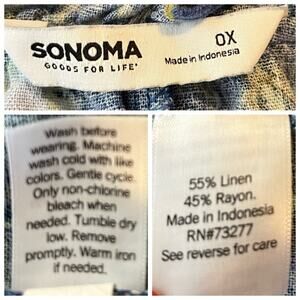 SONOMA
GOODS FOR LIFE®
0X
Made in Indonesia
Wash before
wearing. Machine
wash cold with like
colors. Gentle cycle.
Only non-chlorine
bleach when
needed. Tumble dry
low. Remove
promptly. Warm iron
if needed.
55% Linen
45% Rayon.
Made in Indonesia
RN#73277
See reverse for care